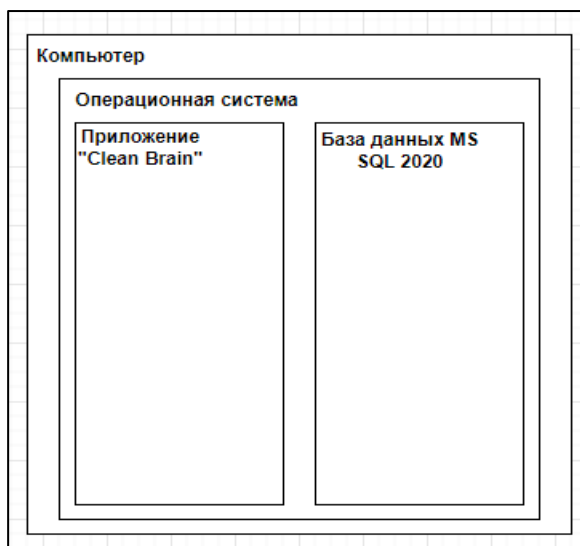 Компьютер
Операционная система
Приложение
"Clean Brain"
База данных MS
SQL 2020